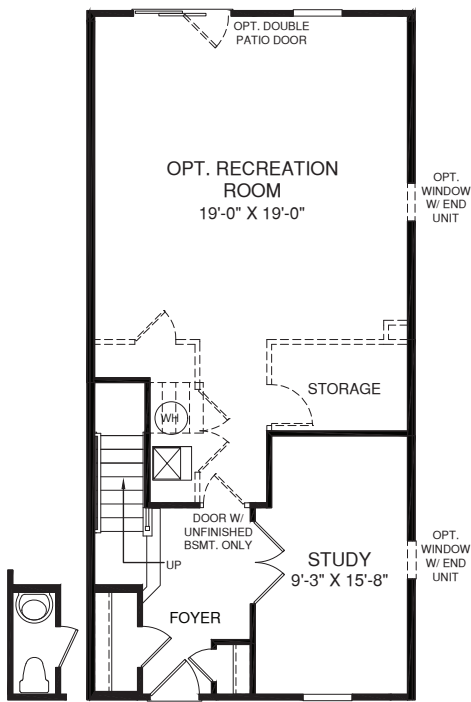 OPT. DOUBLE
PATIO DOOR
OPT. RECREATION
ROOM
19'-0" X 19'-0"
OPT.
WINDOW
W/ END
UNIT
STORAGE
WH
DOOR W/
UNFINISHED
BSMT. ONLY
UP
STUDY
9'-3" X 15'-8"
OPT.
WINDOW
W/ END
UNIT
FOYER